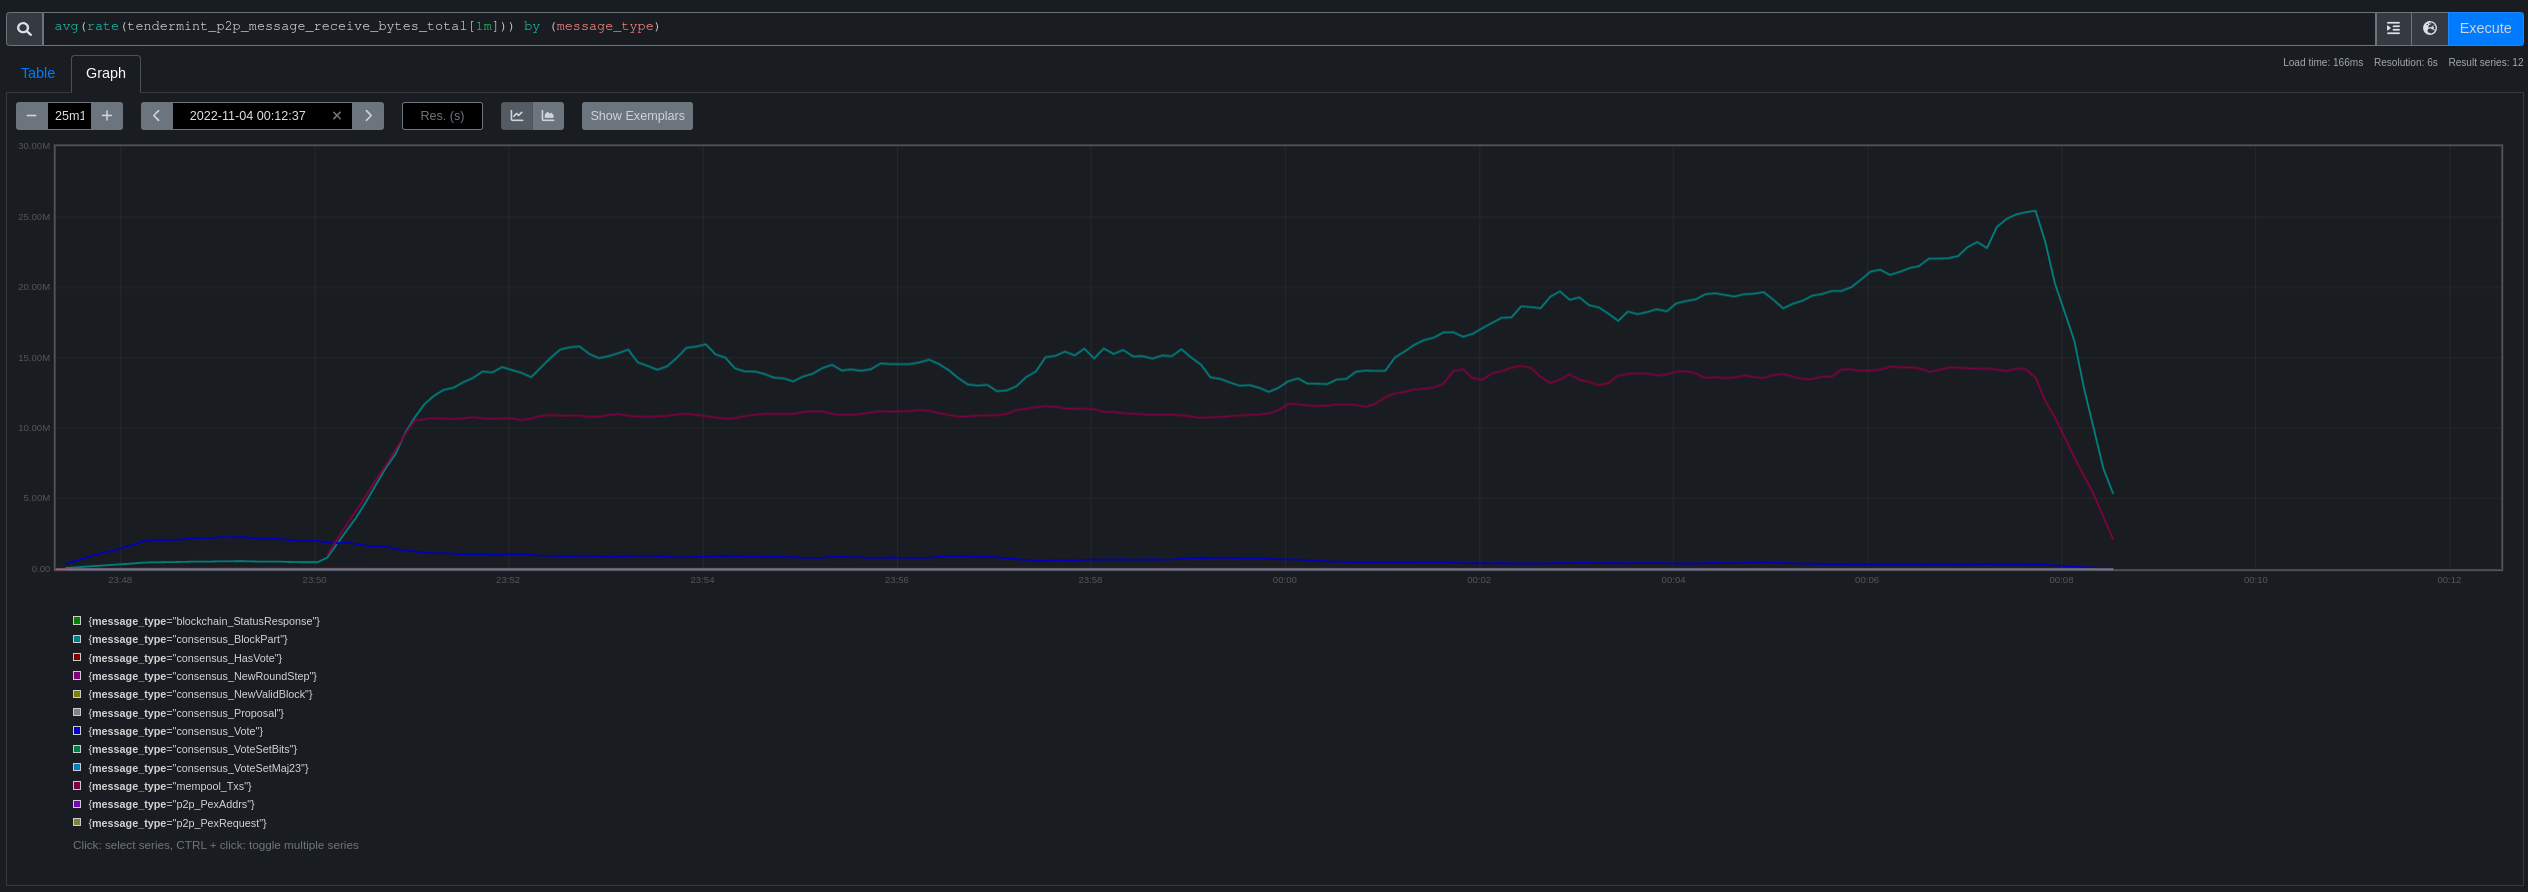 avg(rate(tendermint_p2p_message_receive_bytes_total[1m])) by (message_type)
Execute
Table
Graph
Load time: 166ms Resolution: 6s Result series: 12
25m1
2022-11-04 00:12:37
Res. (s)
Show Exemplars
30.00M
25.00M
20.00M
15.00M
10.00M
5.00M
0.00
23:48 23:50 23:52 23:54 23:56 23:58 00:00 00:02 00:04 00:06 00:08 00:10 00:12
{message_type="blockchain_StatusResponse"}
{message_type="consensus_BlockPart"}
{message_type="consensus_HasVote"}
{message_type="consensus_NewRoundStep"}
{message_type="consensus_NewValidBlock"}
{message_type="consensus_Proposal"}
{message_type="consensus_Vote"}
{message_type="consensus_VoteSetBits"}
{message_type="consensus_VoteSetMaj23"}
{message_type="mempool_Txs"}
{message_type="p2p_PexAddrs"}
{message_type="p2p_PexRequest"}
Click: select series, CTRL + click: toggle multiple series